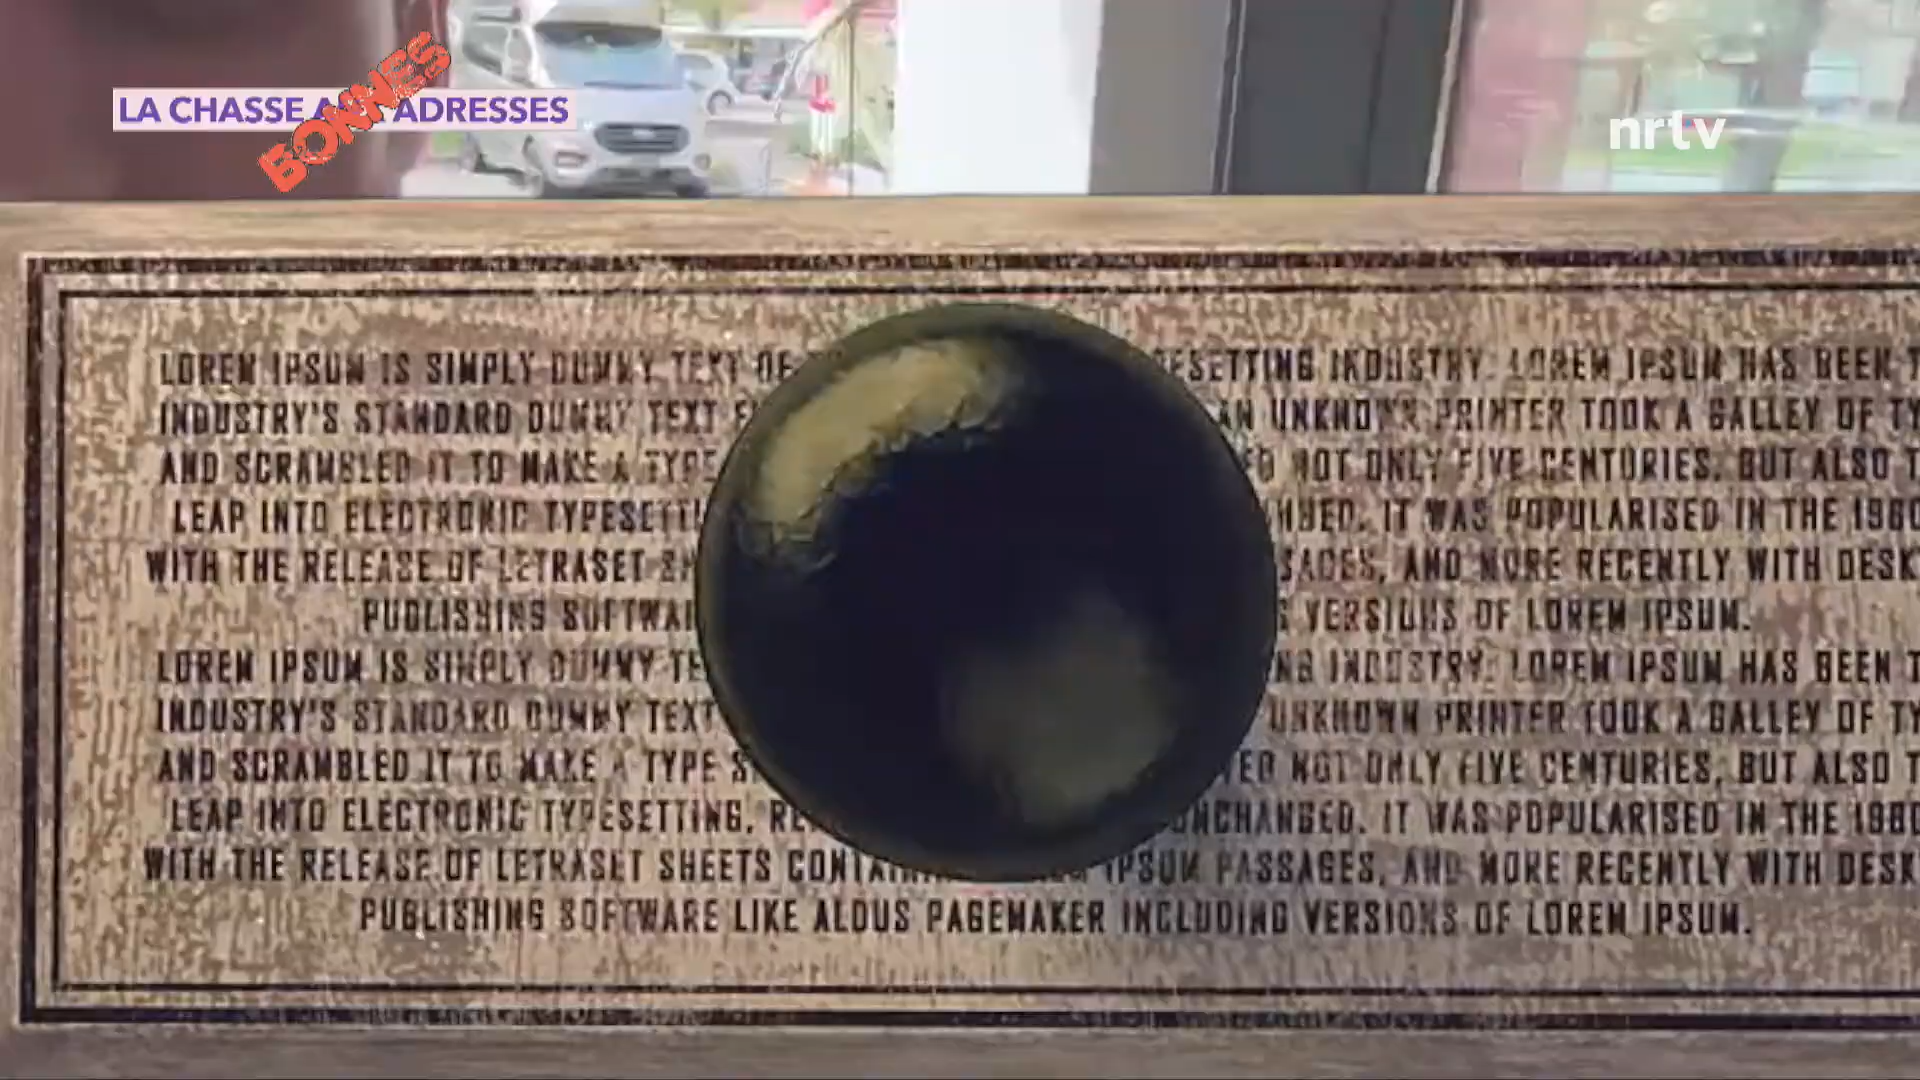 LA CHASSE ADRESSES
BONNES
nrtv
LOREM IPSUM IS SIMPLY DUMMY TEXT OF INDUSTRY. LOREM IPSUM HAS BEEN
INDUSTRY'S STANDARD DUMMY TEXT AN UNKNOWN PRINTER TOOK A GALLEY OF
AND SCRAMBLED IT TO MAKE A TYPE NOT ONLY FIVE CENTURIES, BUT ALSO
LEAP INTO ELECTRONIC IT WAS POPULARISED IN THE
WITH THE RELEASE OF LETRASET AND MORE RECENTLY WITH
PUBLISHING VERSIONS OF LOREM IPSUM.
LOREM IPSUM IS SIMPLY DUMMY INDUSTRY. LOREM IPSUM HAS BEEN
INDUSTRY'S STANDARD DUMMY TEXT UNKNOWN PRINTER TOOK A GALLEY OF
AND SCRAMBLED IT TO MAKE A TYPE NOT ONLY FIVE CENTURIES, BUT ALSO
LEAP INTO ELECTRONIC TYPESETTING, UNCHANGED. IT WAS POPULARISED IN THE
WITH THE RELEASE OF LETRASET SHEETS IPSUM PASSAGES, AND MORE RECENTLY WITH
PUBLISHING SOFTWARE LIKE ALDUS PAGEMAKER INCLUDING VERSIONS OF LOREM IPSUM.